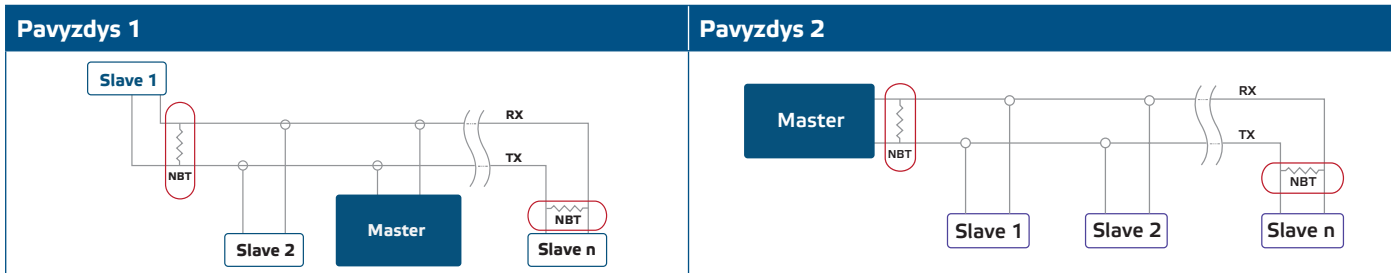 Pavyzdys 1
Slave 1
RX
TX
NBT
NBT
Master
Slave 2
Slave n
Pavyzdys 2
RX
Master
TX
NBT
NBT
Slave 1
Slave 2
Slave n